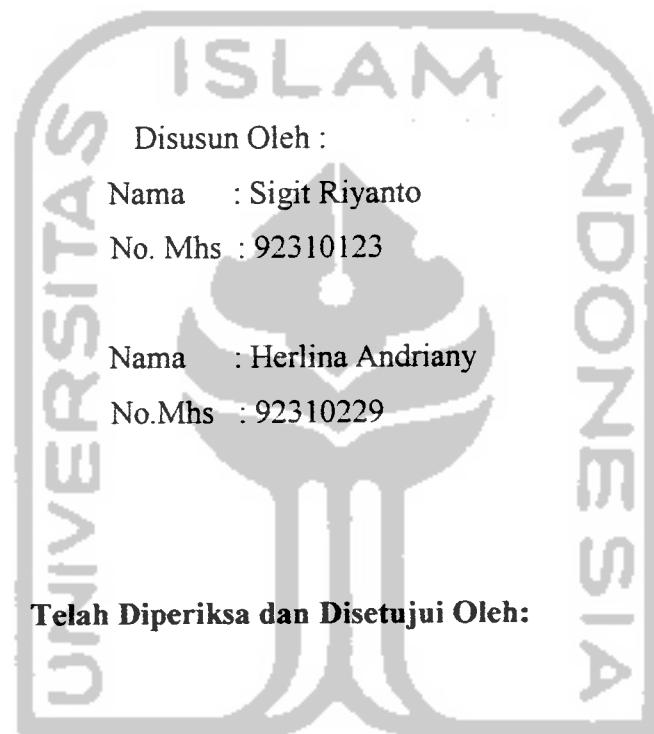 UNIVERSITAS ISLAM INDONESIA
Disusun Oleh :
Nama : Sigit Riyanto
No. Mhs : 92310123
Nama : Herlina Andriany
No.Mhs : 92310229
Telah Diperiksa dan Disetujui Oleh: